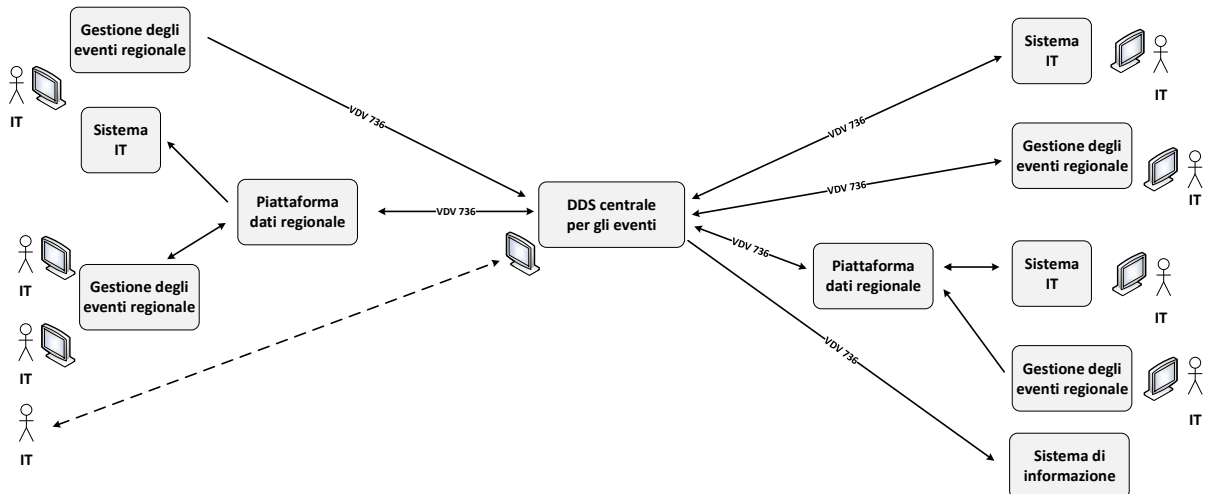 Gestione degli
eventi regionale
IT
Sistema
IT
Piattaforma
dati regionale
IT
Gestione degli
eventi regionale
IT
IT
VDV 736
VDV 736
DDS centrale
per gli eventi
VDV 736
VDV 736
VDV 736
VDV 736
Sistema
IT
IT
Gestione degli
eventi regionale
IT
Piattaforma
dati regionale
Sistema
IT
IT
Gestione degli
eventi regionale
IT
Sistema di
informazione